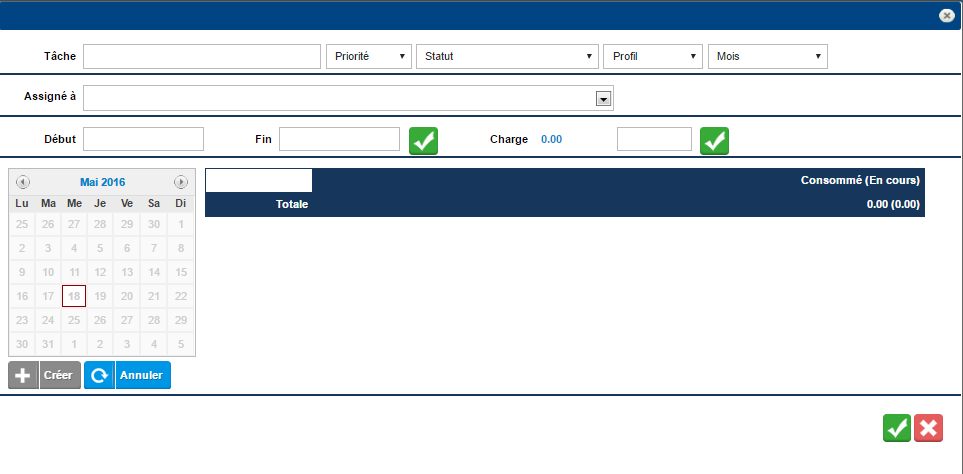 Tâche Priorité Statut Profil Mois
Assigné à
Début Fin Charge 0.00
Mai 2016
Lu Ma Me Je Ve Sa Di
25 26 27 28 29 30 1
2 3 4 5 6 7 8
9 10 11 12 13 14 15
16 17 18 19 20 21 22
23 24 25 26 27 28 29
30 31 1 2 3 4 5
Créer Annuler
Consommé (En cours)
Totale 0.00 (0.00)